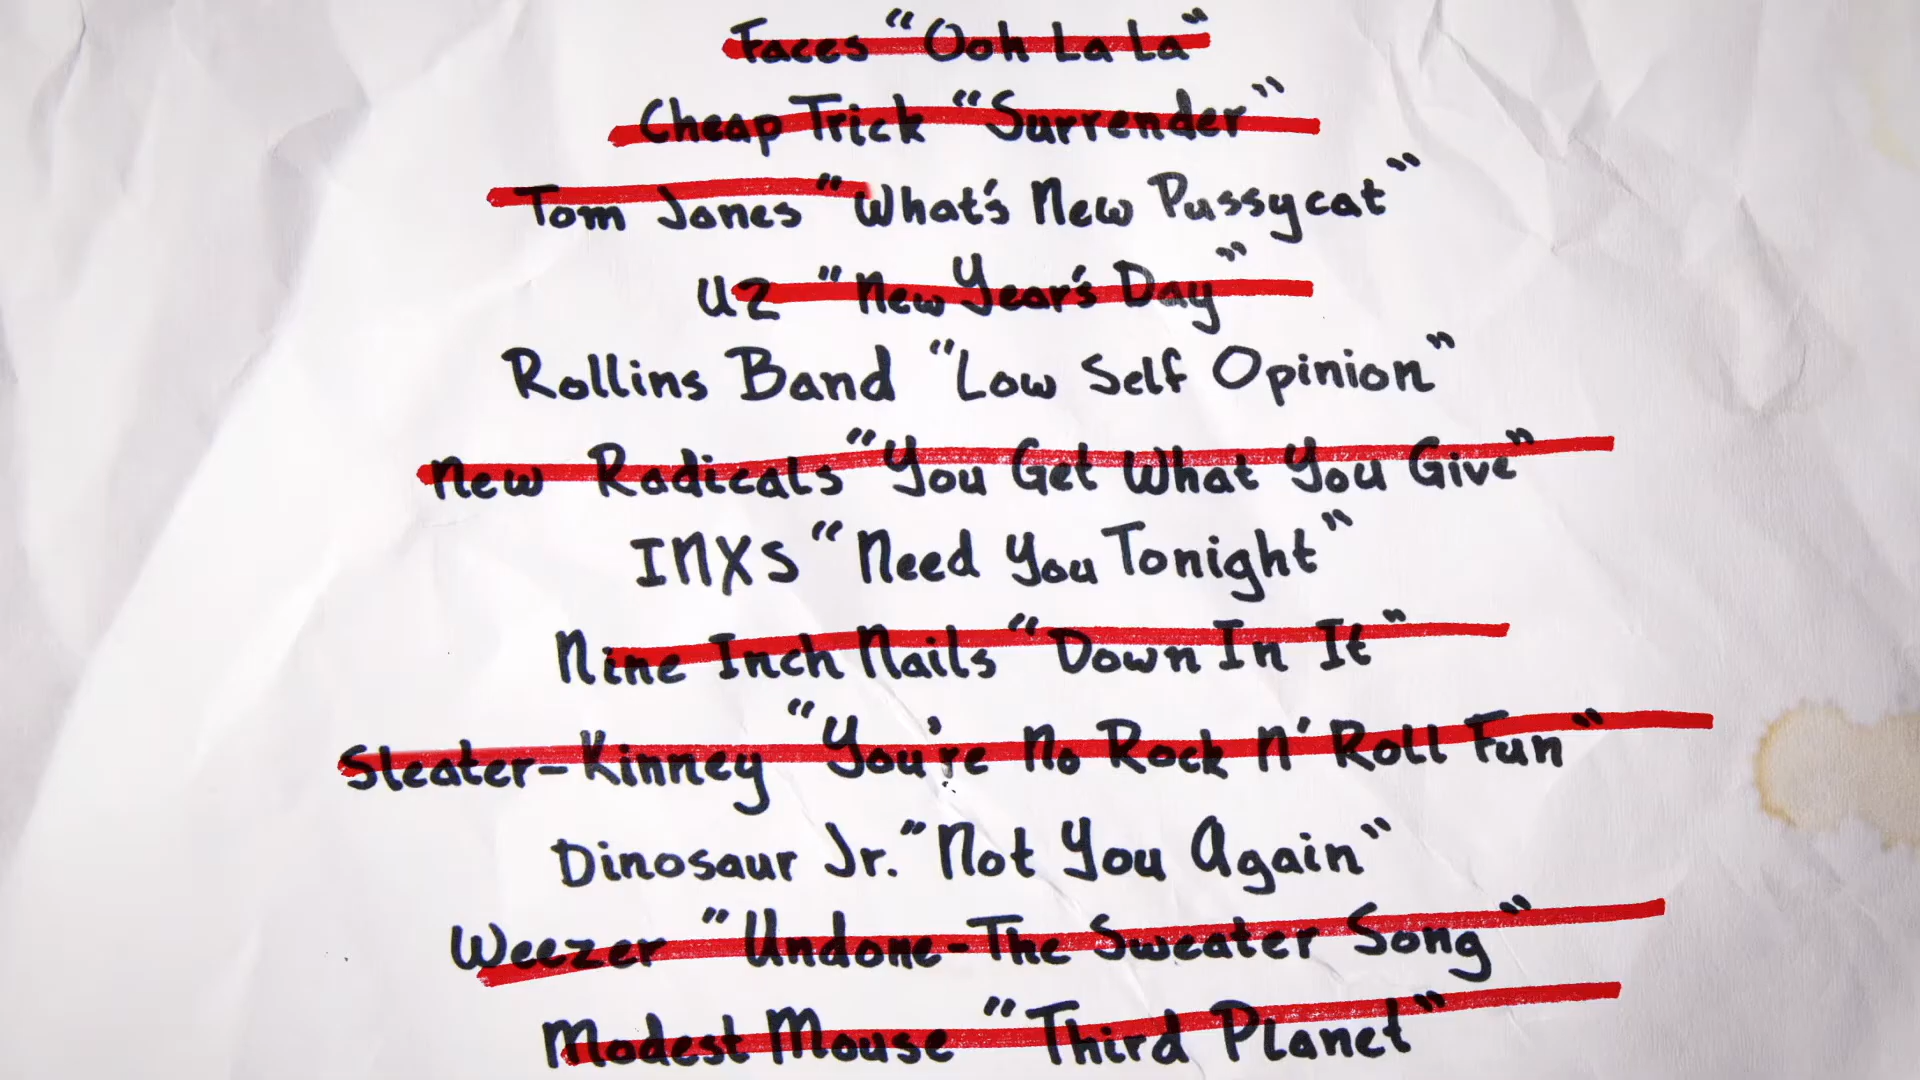 Faces "Ooh La La"
Cheap Trick "Surrender"
Tom Jones "What's New Pussycat"
U2 "New Year's Day"
Rollins Band "Low Self Opinion"
New Radicals "You Get What You Give"
INXS "Need You Tonight"
Nine Inch Nails "Down In It"
Sleater-Kinney "You're No Rock N' Roll Fun"
Dinosaur Jr. "Not You Again"
Weezer "Undone-The Sweater Song"
Modest Mouse "Third Planet"